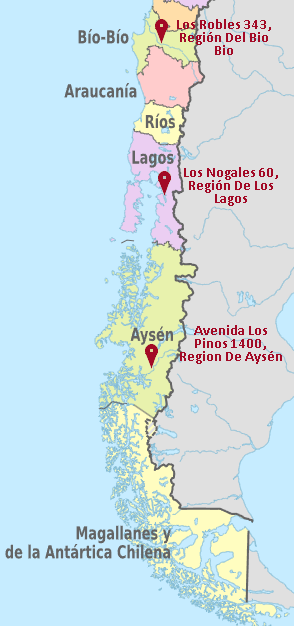 Los Robles 343,
Región Del Bio
Bio
Bío-Bío
Araucanía
Ríos
Lagos
Los Nogales 60,
Región De Los
Lagos
Aysén
Avenida Los
Pinos 1400,
Region De Aysén
Magallanes y
de la Antártica Chilena